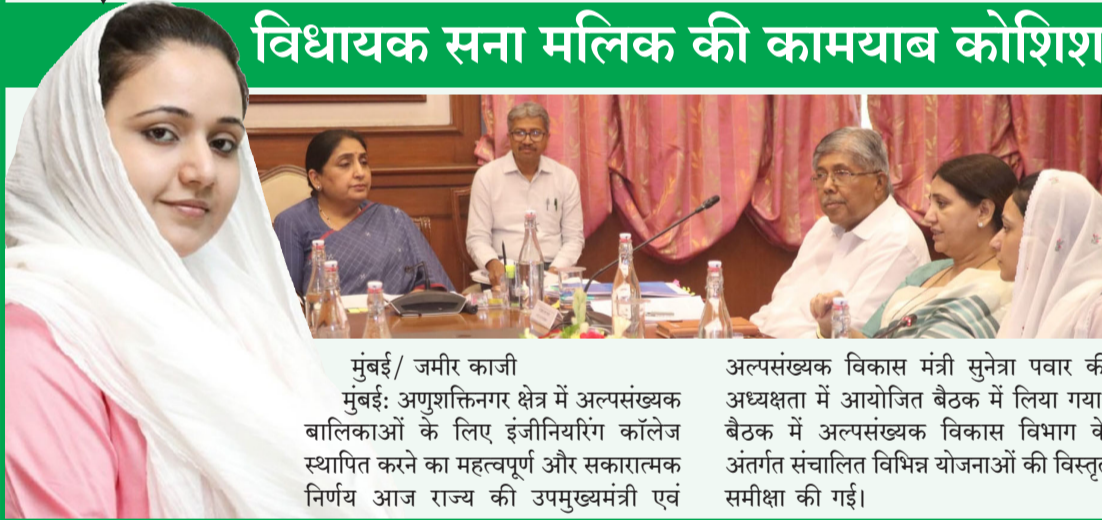 विधायक सना मलिक की कामयाब कोशिश
मुंबई/ जमीर काजी
मुंबई: अणुशक्तिनगर क्षेत्र में अल्पसंख्यक
बालिकाओं के लिए इंजीनियरिंग कॉलेज
स्थापित करने का महत्वपूर्ण और सकारात्मक
निर्णय आज राज्य की उपमुख्यमंत्री एवं
अल्पसंख्यक विकास मंत्री सुनेत्रा पवार की
अध्यक्षता में आयोजित बैठक में लिया गया
बैठक में अल्पसंख्यक विकास विभाग के
अंतर्गत संचालित विभिन्न योजनाओं की विस्तृत
समीक्षा की गई।